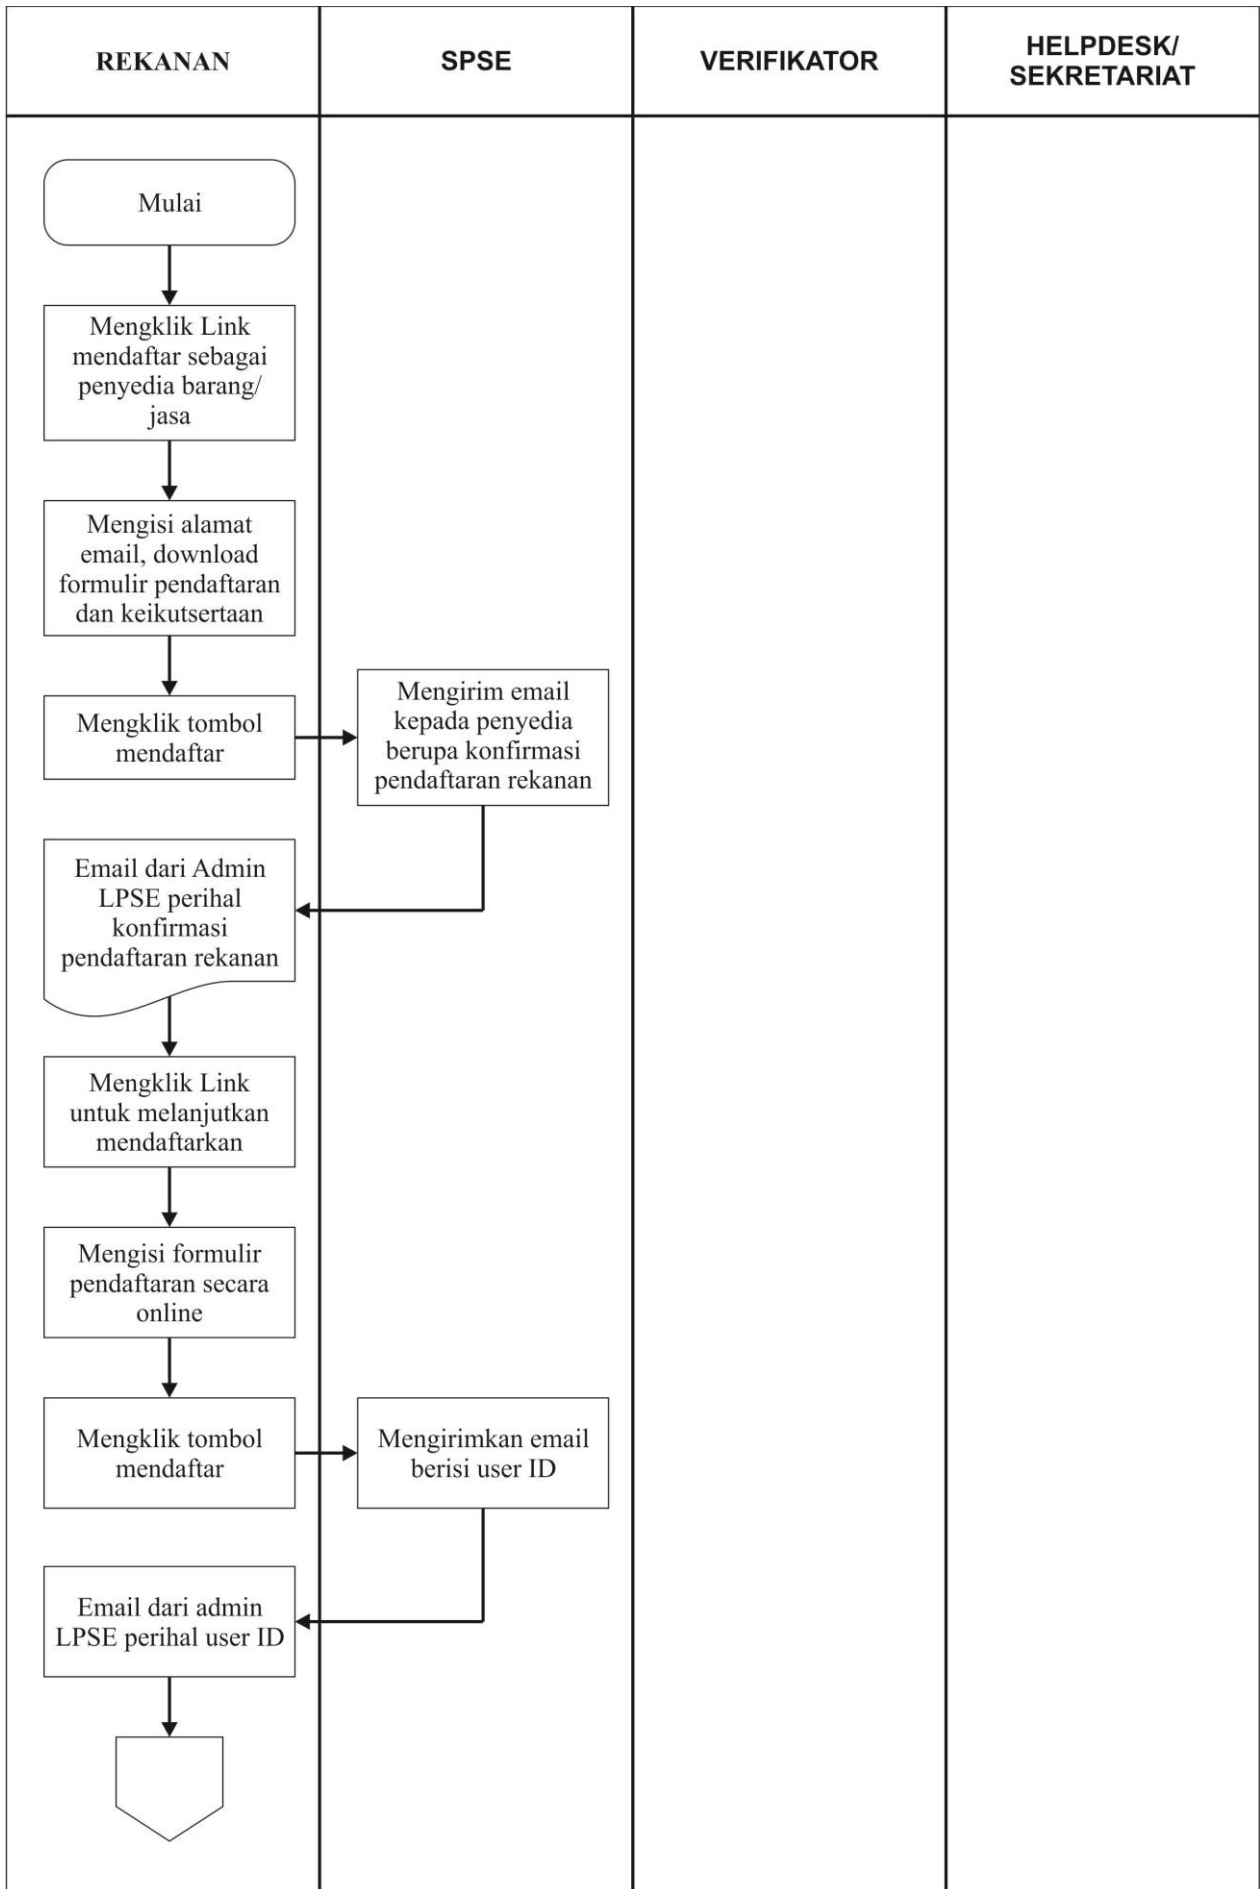 REKANAN
SPSE
VERIFIKATOR
HELPDESK/
SEKRETARIAT
Mulai
Mengklik Link
mendaftar sebagai
penyedia barang/
jasa
Mengisi alamat
email, download
formulir pendaftaran
dan keikutsertaan
Mengklik tombol
mendaftar
Mengirim email
kepada penyedia
berupa konfirmasi
pendaftaran rekanan
Email dari Admin
LPSE perihal
konfirmasi
pendaftaran rekanan
Mengklik Link
untuk melanjutkan
mendaftarkan
Mengisi formulir
pendaftaran secara
online
Mengklik tombol
mendaftar
Mengirimkan email
berisi user ID
Email dari admin
LPSE perihal user ID